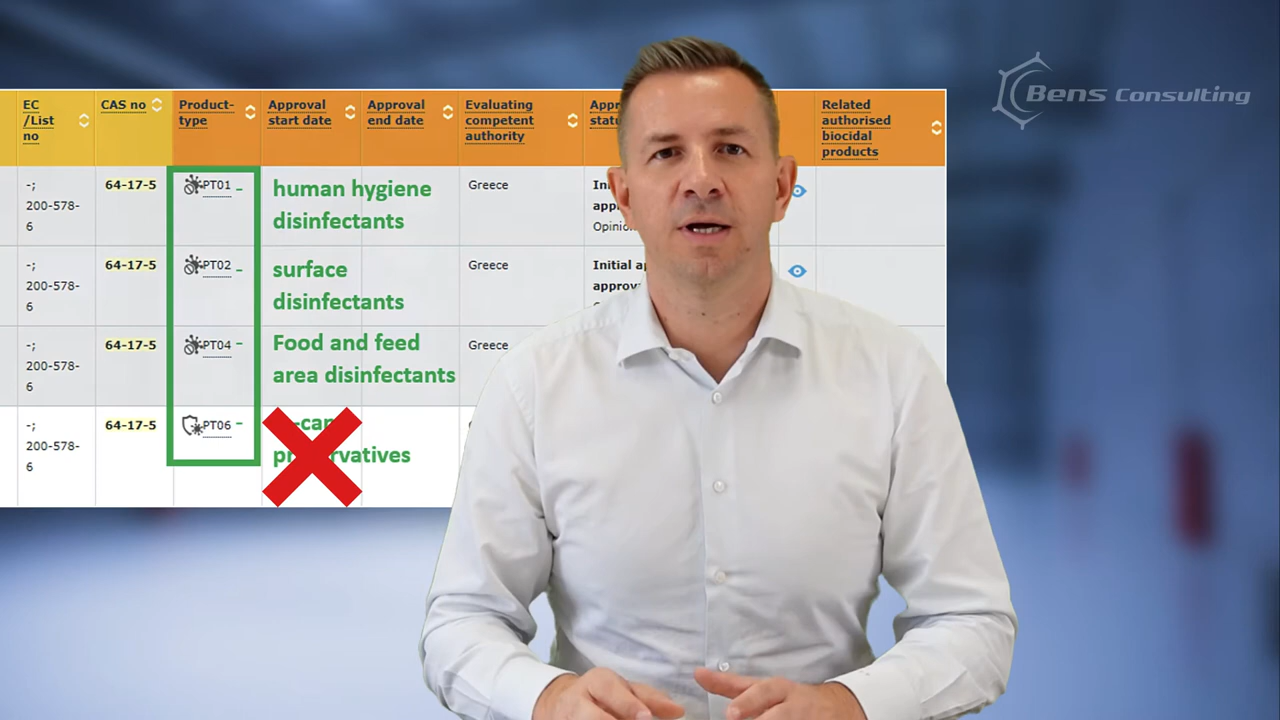 Bens Consulting
EC
/List
no
CAS no
Product-
type
Approval
start date
Approval
end date
Evaluating
competent
authority
Related
authorised
biocidal
products
-;
200-578-
6
64-17-5
PT01 -
human hygiene
disinfectants
Greece
-;
200-578-
6
64-17-5
PT02 -
surface
disinfectants
Greece
Initial
-;
200-578-
6
64-17-5
PT04 -
Food and feed
area disinfectants
Greece
-;
200-578-
6
64-17-5
PT06 -